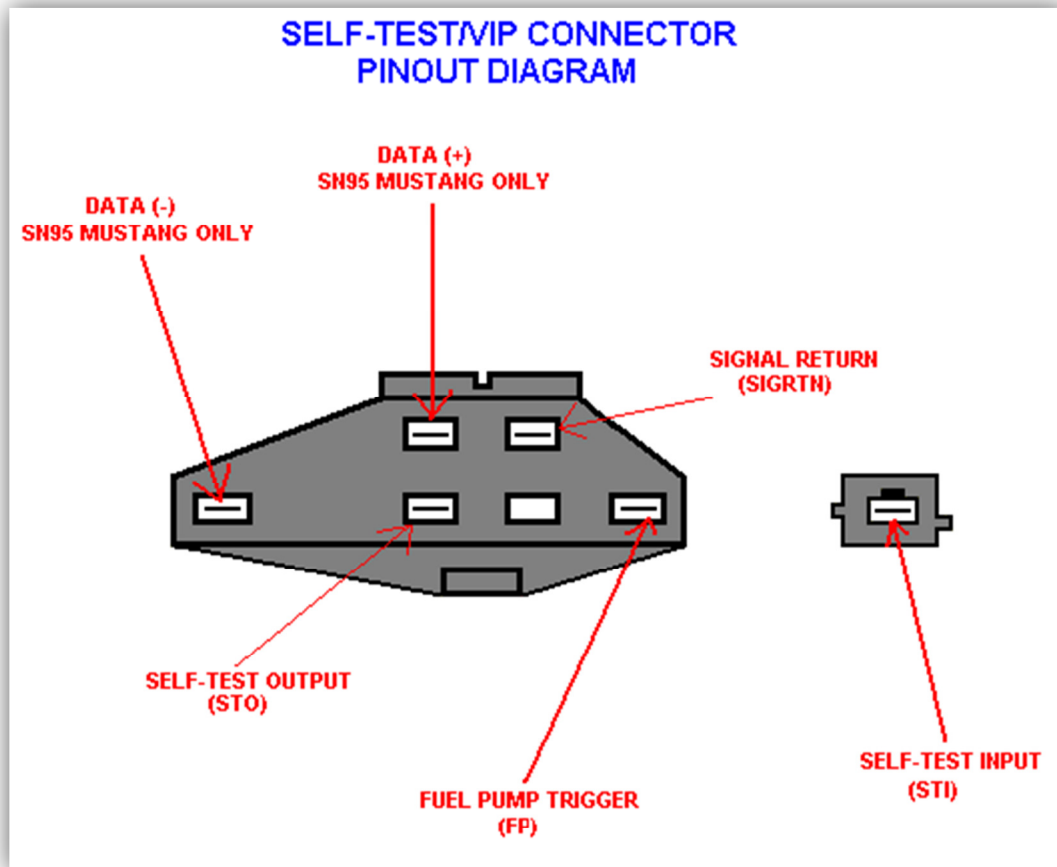 SELF-TEST/VIP CONNECTOR
PINOUT DIAGRAM
DATA (+)
SN95 MUSTANG ONLY
DATA (-)
SN95 MUSTANG ONLY
SIGNAL RETURN
(SIGRTN)
SELF-TEST OUTPUT
(STO)
SELF-TEST INPUT
(STI)
FUEL PUMP TRIGGER
(FP)